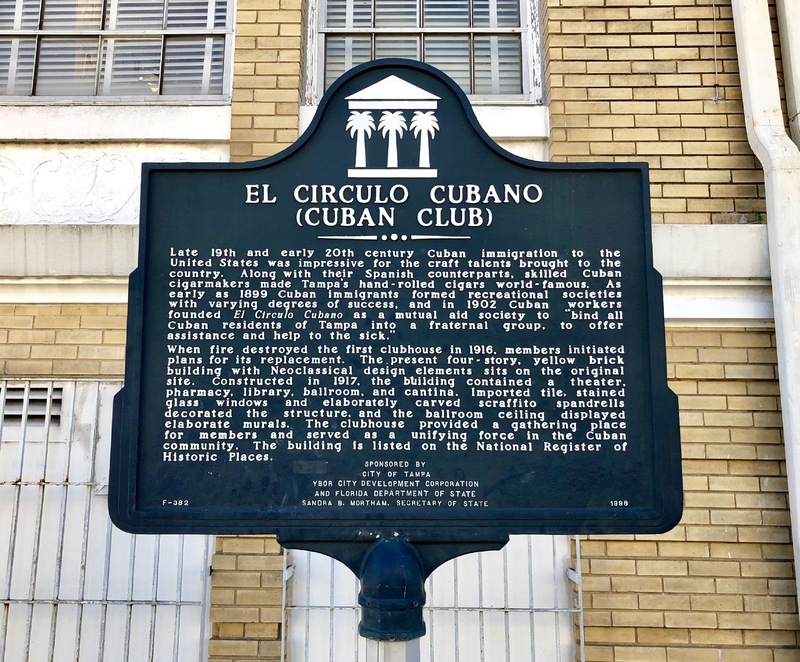 EL CIRCULO CUBANO
(CUBAN CLUB)
Late 19th and early 20th century Cuban immigration to the
United States was impressive for the craft talents brought to the
country. Along with their Spanish counterparts, skilled Cuban
cigarmakers made Tampa's hand-rolled cigars world-famous. As
early as 1899 Cuban immigrants formed recreational societies
with varying degrees of success, and in 1902 Cuban workers
founded El Circulo Cubano as a mutual aid society to "bind all
Cuban residents of Tampa into a fraternal group, to offer
assistance and help to the sick."
When fire destroyed the first clubhouse in 1916, members initiated
plans for its replacement. The present four-story, yellow brick
building with Neoclassical design elements sits on the original
site. Constructed in 1917, the building contained a theater,
pharmacy, library, ballroom, and cantina. Imported tile, stained
glass windows and elaborately carved scraffito spandrells
decorated the structure, and the ballroom ceiling displayed
elaborate murals. The clubhouse provided a gathering place
for members and served as a unifying force in the Cuban
community. The building is listed on the National Register of
Historic Places.
SPONSORED BY
CITY OF TAMPA
YBOR CITY DEVELOPMENT CORPORATION
AND FLORIDA DEPARTMENT OF STATE
F-382 SANDRA B. MORTHAM, SECRETARY OF STATE 1998